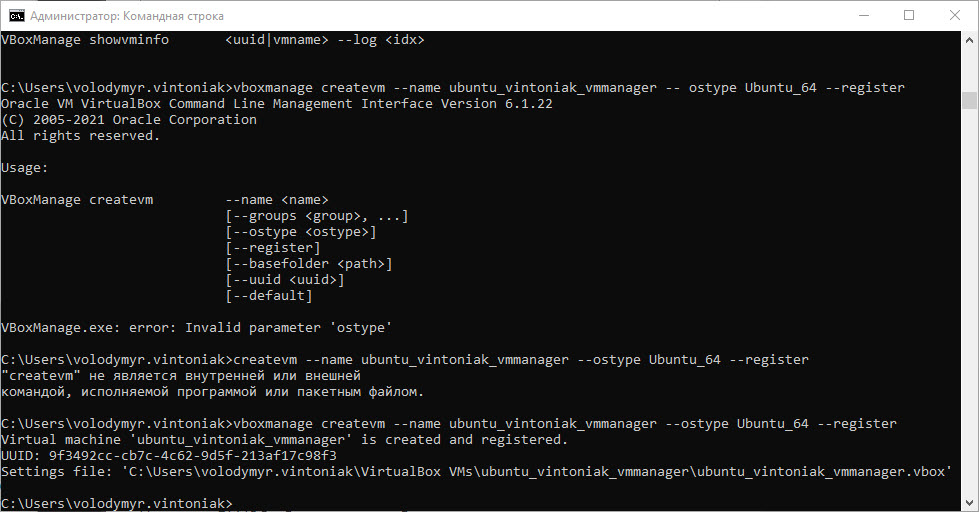 Администратор: Командная строка
VBoxManage showvminfo       <uuid|vmname> --log <idx>
C:\Users\volodymyr.vintoniak>vboxmanage createvm --name ubuntu_vintoniak_vmmanager -- ostype Ubuntu_64 --register
Oracle VM VirtualBox Command Line Management Interface Version 6.1.22
(C) 2005-2021 Oracle Corporation
All rights reserved.
Usage:
VBoxManage createvm         --name <name>
[--groups <group>, ...]
[--ostype <ostype>]
[--register]
[--basefolder <path>]
[--uuid <uuid>]
[--default]
VBoxManage.exe: error: Invalid parameter 'ostype'
C:\Users\volodymyr.vintoniak>createvm --name ubuntu_vintoniak_vmmanager --ostype Ubuntu_64 --register
"createvm" не является внутренней или внешней
командой, исполняемой программой или пакетным файлом.
C:\Users\volodymyr.vintoniak>vboxmanage createvm --name ubuntu_vintoniak_vmmanager --ostype Ubuntu_64 --register
Virtual machine 'ubuntu_vintoniak_vmmanager' is created and registered.
UUID: 9f3492cc-cb7c-4c62-9d5f-213af17c98f3
Settings file: 'C:\Users\volodymyr.vintoniak\VirtualBox VMs\ubuntu_vintoniak_vmmanager\ubuntu_vintoniak_vmmanager.vbox'
C:\Users\volodymyr.vintoniak>